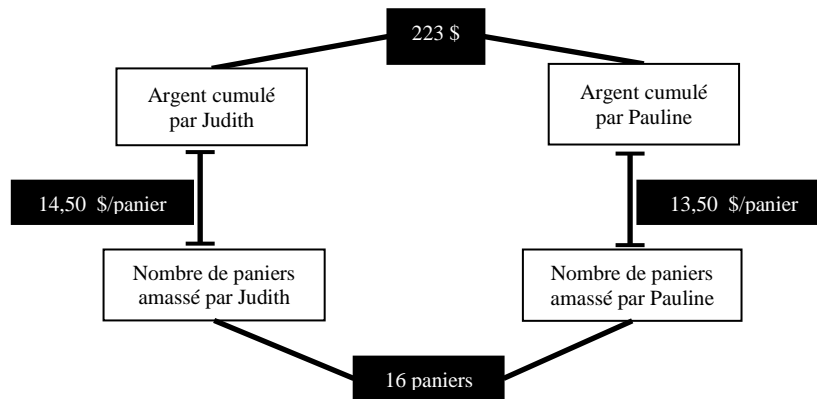 223 $
Argent cumulé
par Judith
Argent cumulé
par Pauline
14,50 $/panier
13,50 $/panier
Nombre de paniers
amassé par Judith
Nombre de paniers
amassé par Pauline
16 paniers